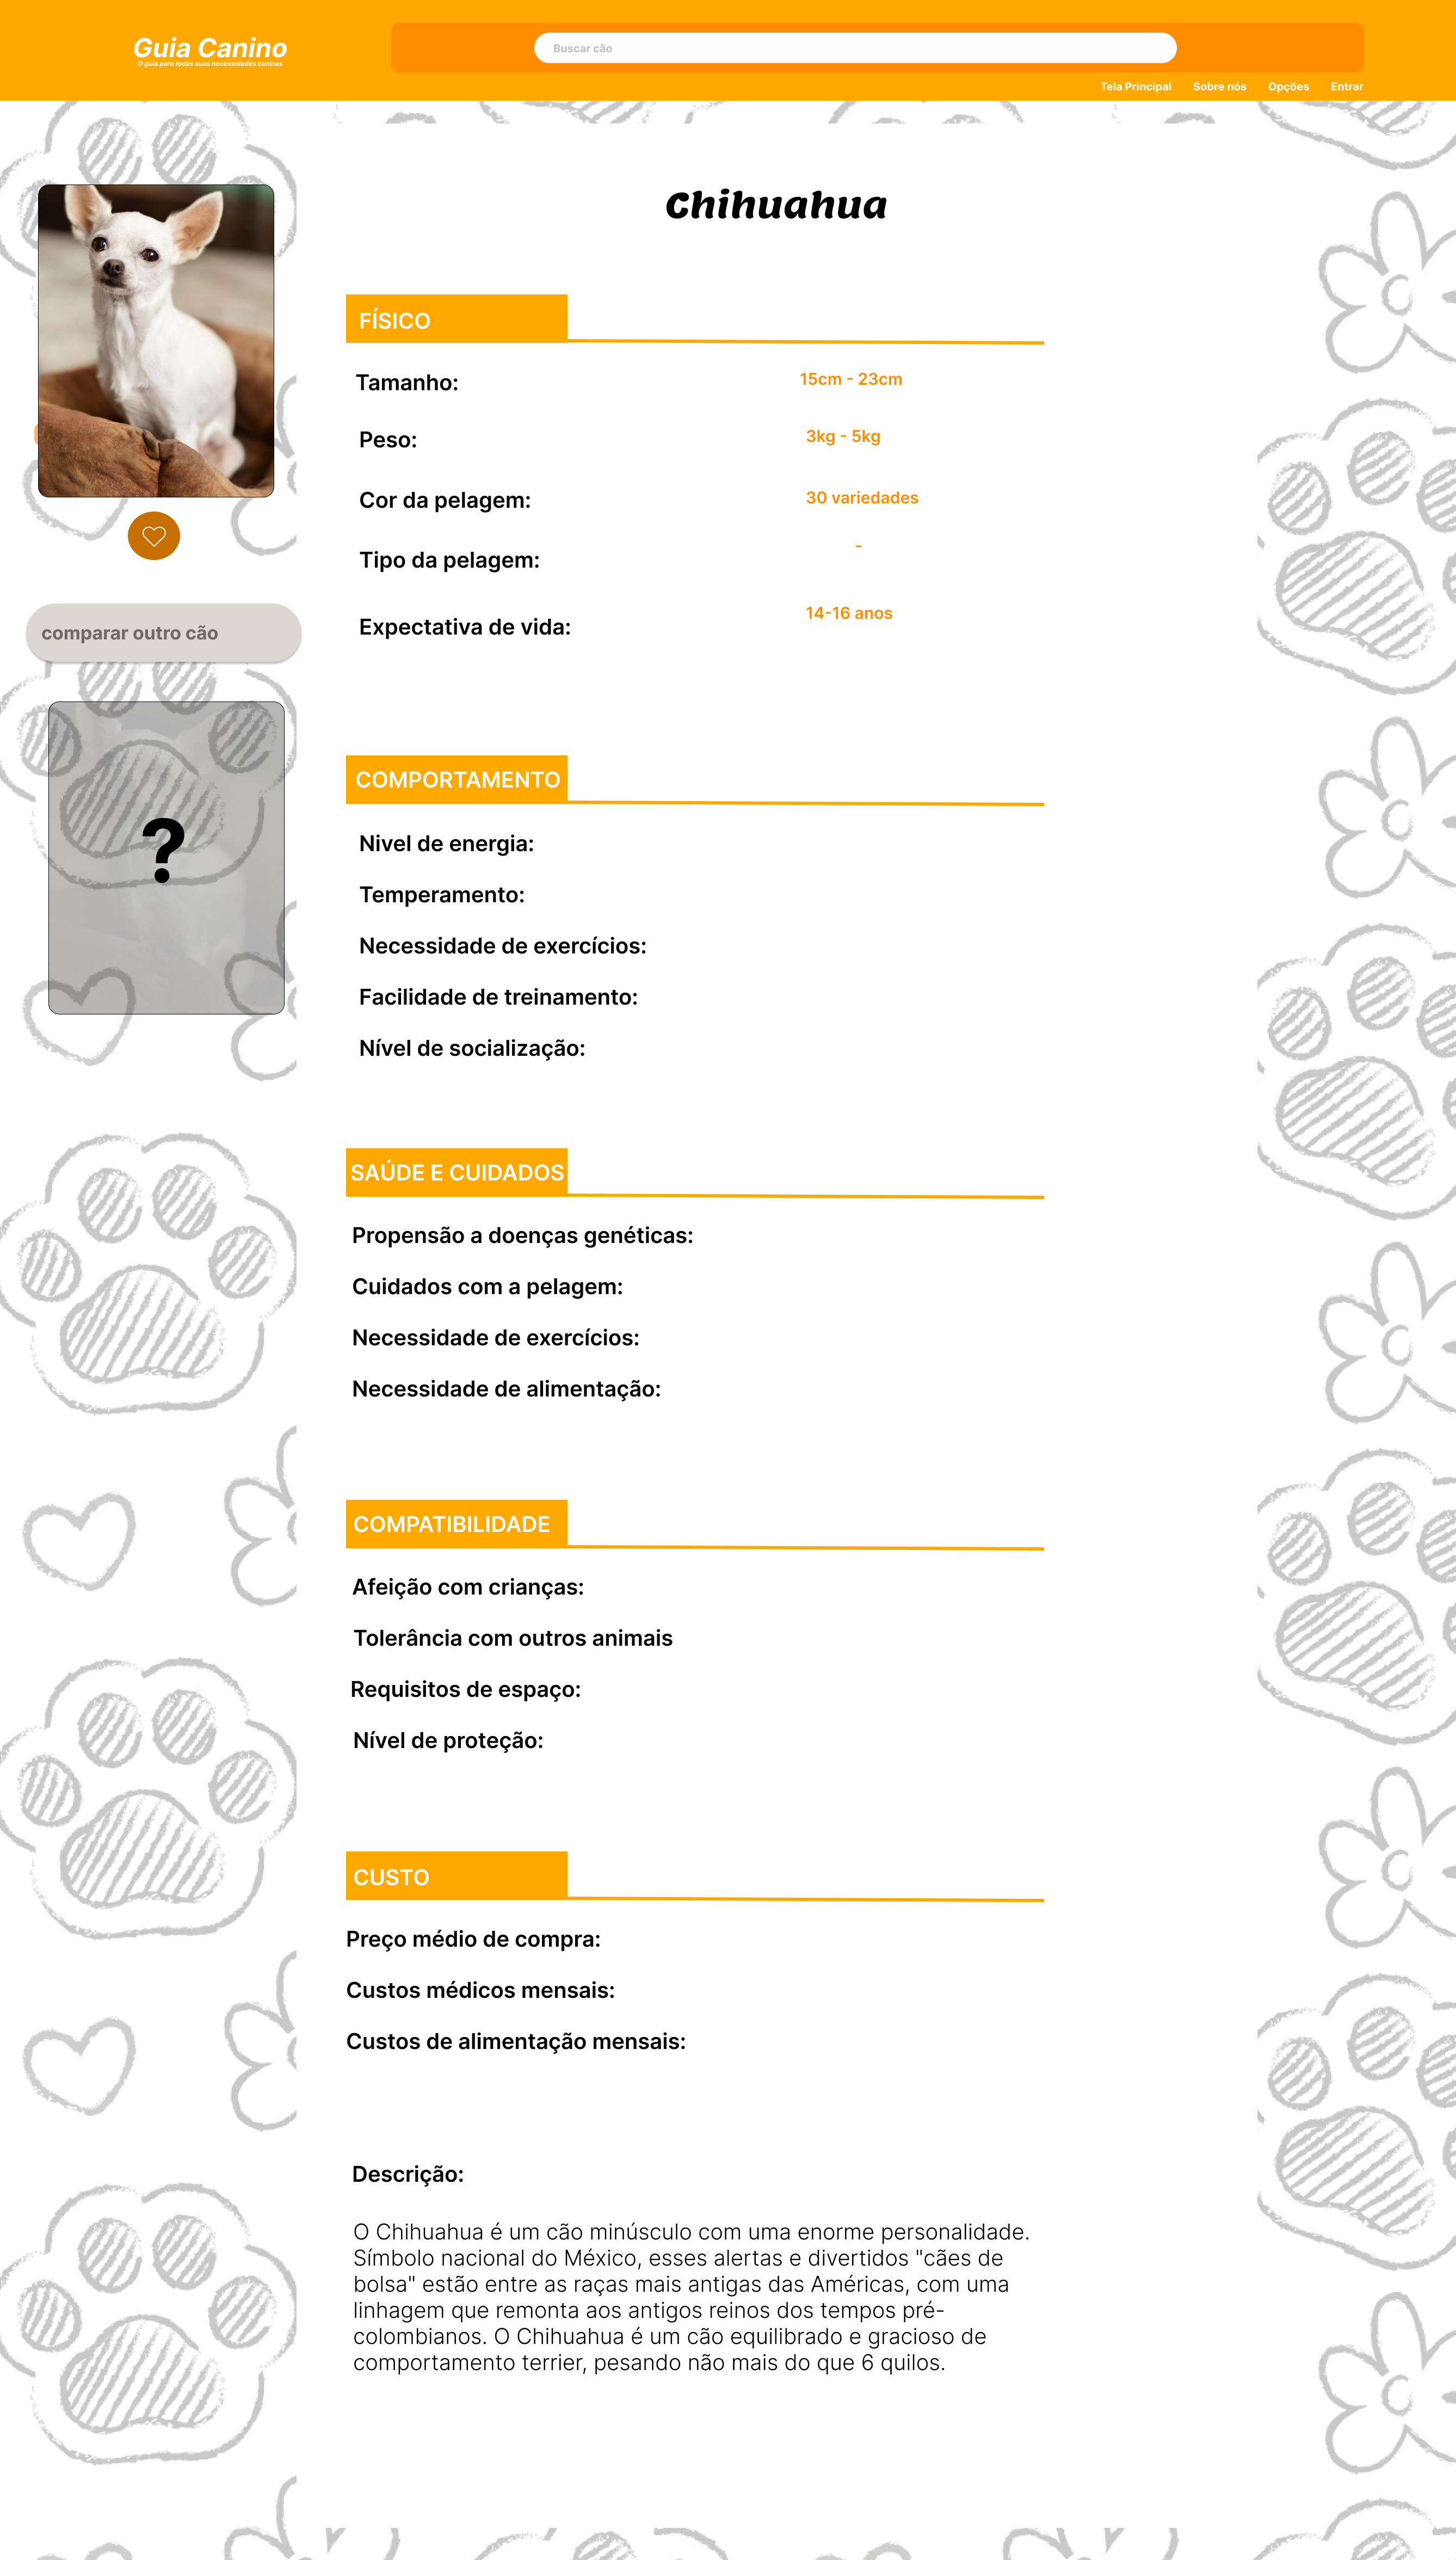 Guia Canino
O guia para todas suas necessidades caninas
Buscar cão
Tela Principal Sobre nós Opções Entrar
Chihuahua
FÍSICO
Tamanho: 15cm - 23cm
Peso: 3kg - 5kg
Cor da pelagem: 30 variedades
Tipo da pelagem: -
Expectativa de vida: 14-16 anos
comparar outro cão
?
COMPORTAMENTO
Nivel de energia:
Temperamento:
Necessidade de exercícios:
Facilidade de treinamento:
Nível de socialização:
SAÚDE E CUIDADOS
Propensão a doenças genéticas:
Cuidados com a pelagem:
Necessidade de exercícios:
Necessidade de alimentação:
COMPATIBILIDADE
Afeição com crianças:
Tolerância com outros animais
Requisitos de espaço:
Nível de proteção:
CUSTO
Preço médio de compra:
Custos médicos mensais:
Custos de alimentação mensais:
Descrição:
O Chihuahua é um cão minúsculo com uma enorme personalidade.
Símbolo nacional do México, esses alertas e divertidos "cães de
bolsa" estão entre as raças mais antigas das Américas, com uma
linhagem que remonta aos antigos reinos dos tempos pré-
colombianos. O Chihuahua é um cão equilibrado e gracioso de
comportamento terrier, pesando não mais do que 6 quilos.